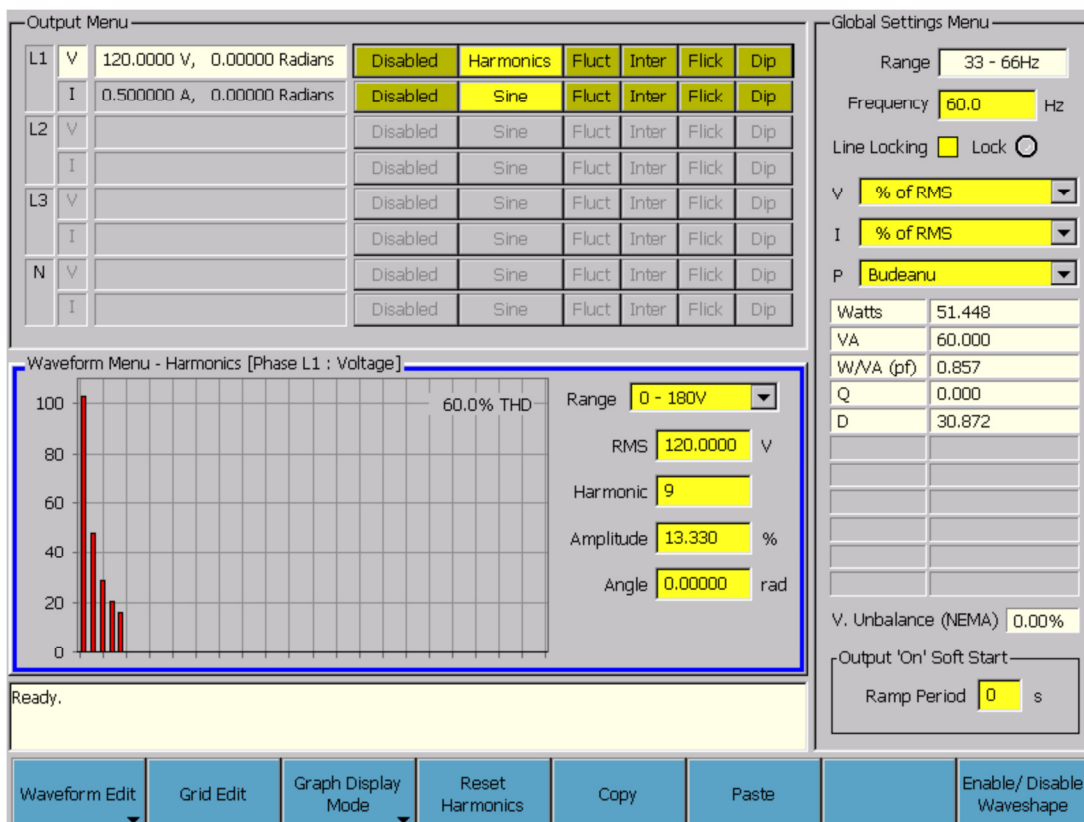 Output Menu
L1 V 120.0000 V, 0.00000 Radians Disabled Harmonics Fluct Inter Flick Dip
I 0.500000 A, 0.00000 Radians Disabled Sine Fluct Inter Flick Dip
L2 V Disabled Sine Fluct Inter Flick Dip
I Disabled Sine Fluct Inter Flick Dip
L3 V Disabled Sine Fluct Inter Flick Dip
I Disabled Sine Fluct Inter Flick Dip
N V Disabled Sine Fluct Inter Flick Dip
I Disabled Sine Fluct Inter Flick Dip
Waveform Menu - Harmonics [Phase L1 : Voltage]
100
80
60
40
20
0
60.0% THD
Range 0 - 180V
RMS 120.0000 V
Harmonic 9
Amplitude 13.330 %
Angle 0.00000 rad
Ready.
Global Settings Menu
Range 33 - 66Hz
Frequency 60.0 Hz
Line Locking Lock
V % of RMS
I % of RMS
P Budeanu
Watts 51.448
VA 60.000
W/VA (pf) 0.857
Q 0.000
D 30.872
V. Unbalance (NEMA) 0.00%
Output 'On' Soft Start
Ramp Period 0 s
Waveform Edit
Grid Edit
Graph Display
Mode
Reset
Harmonics
Copy
Paste
Enable/Disable
Waveshape